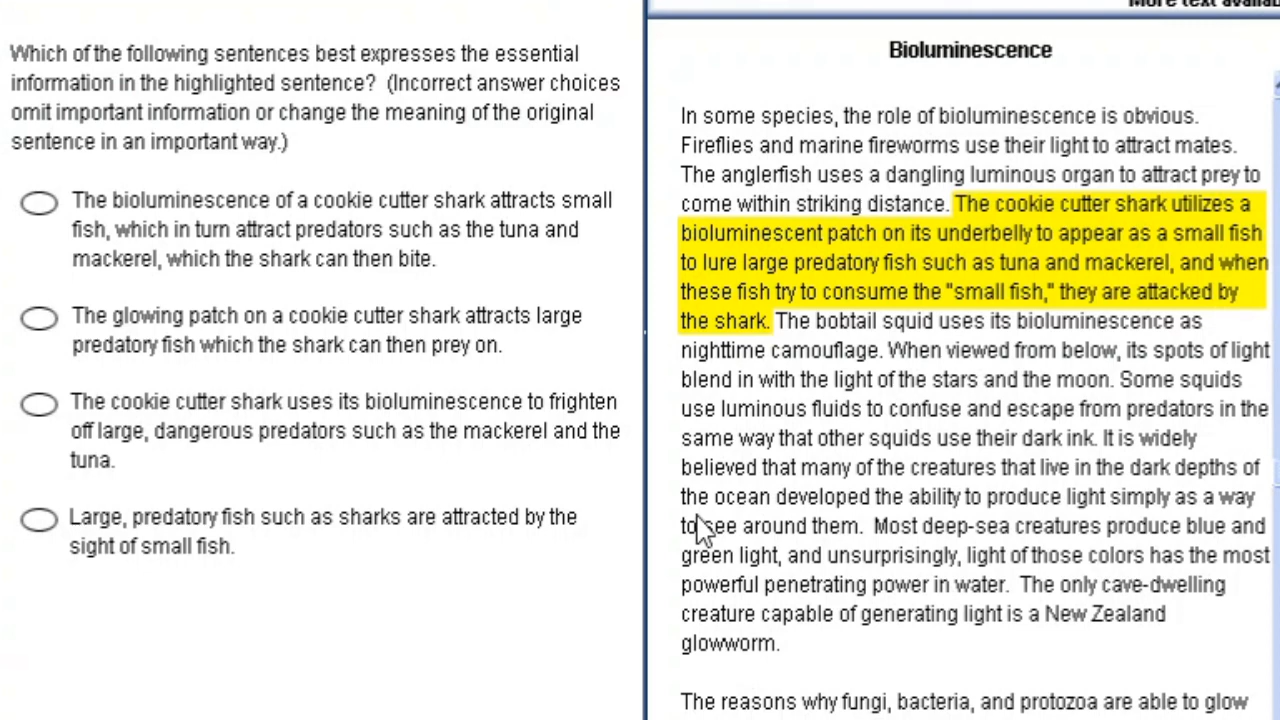 Which of the following sentences best expresses the essential
information in the highlighted sentence? (Incorrect answer choices
omit important information or change the meaning of the original
sentence in an important way.)
The bioluminescence of a cookie cutter shark attracts small
fish, which in turn attract predators such as the tuna and
mackerel, which the shark can then bite.
The glowing patch on a cookie cutter shark attracts large
predatory fish which the shark can then prey on.
The cookie cutter shark uses its bioluminescence to frighten
off large, dangerous predators such as the mackerel and the
tuna.
Large, predatory fish such as sharks are attracted by the
sight of small fish.
More text
Bioluminescence
In some species, the role of bioluminescence is obvious.
Fireflies and marine fireworms use their light to attract mates.
The anglerfish uses a dangling luminous organ to attract prey to
come within striking distance. The cookie cutter shark utilizes a
bioluminescent patch on its underbelly to appear as a small fish
to lure large predatory fish such as tuna and mackerel, and when
these fish try to consume the "small fish," they are attacked by
the shark. The bobtail squid uses its bioluminescence as
nighttime camouflage. When viewed from below, its spots of light
blend in with the light of the stars and the moon. Some squids
use luminous fluids to confuse and escape from predators in the
same way that other squids use their dark ink. It is widely
believed that many of the creatures that live in the dark depths of
the ocean developed the ability to produce light simply as a way
to see around them. Most deep-sea creatures produce blue and
green light, and unsurprisingly, light of those colors has the most
powerful penetrating power in water. The only cave-dwelling
creature capable of generating light is a New Zealand
glowworm.
The reasons why fungi, bacteria, and protozoa are able to glow